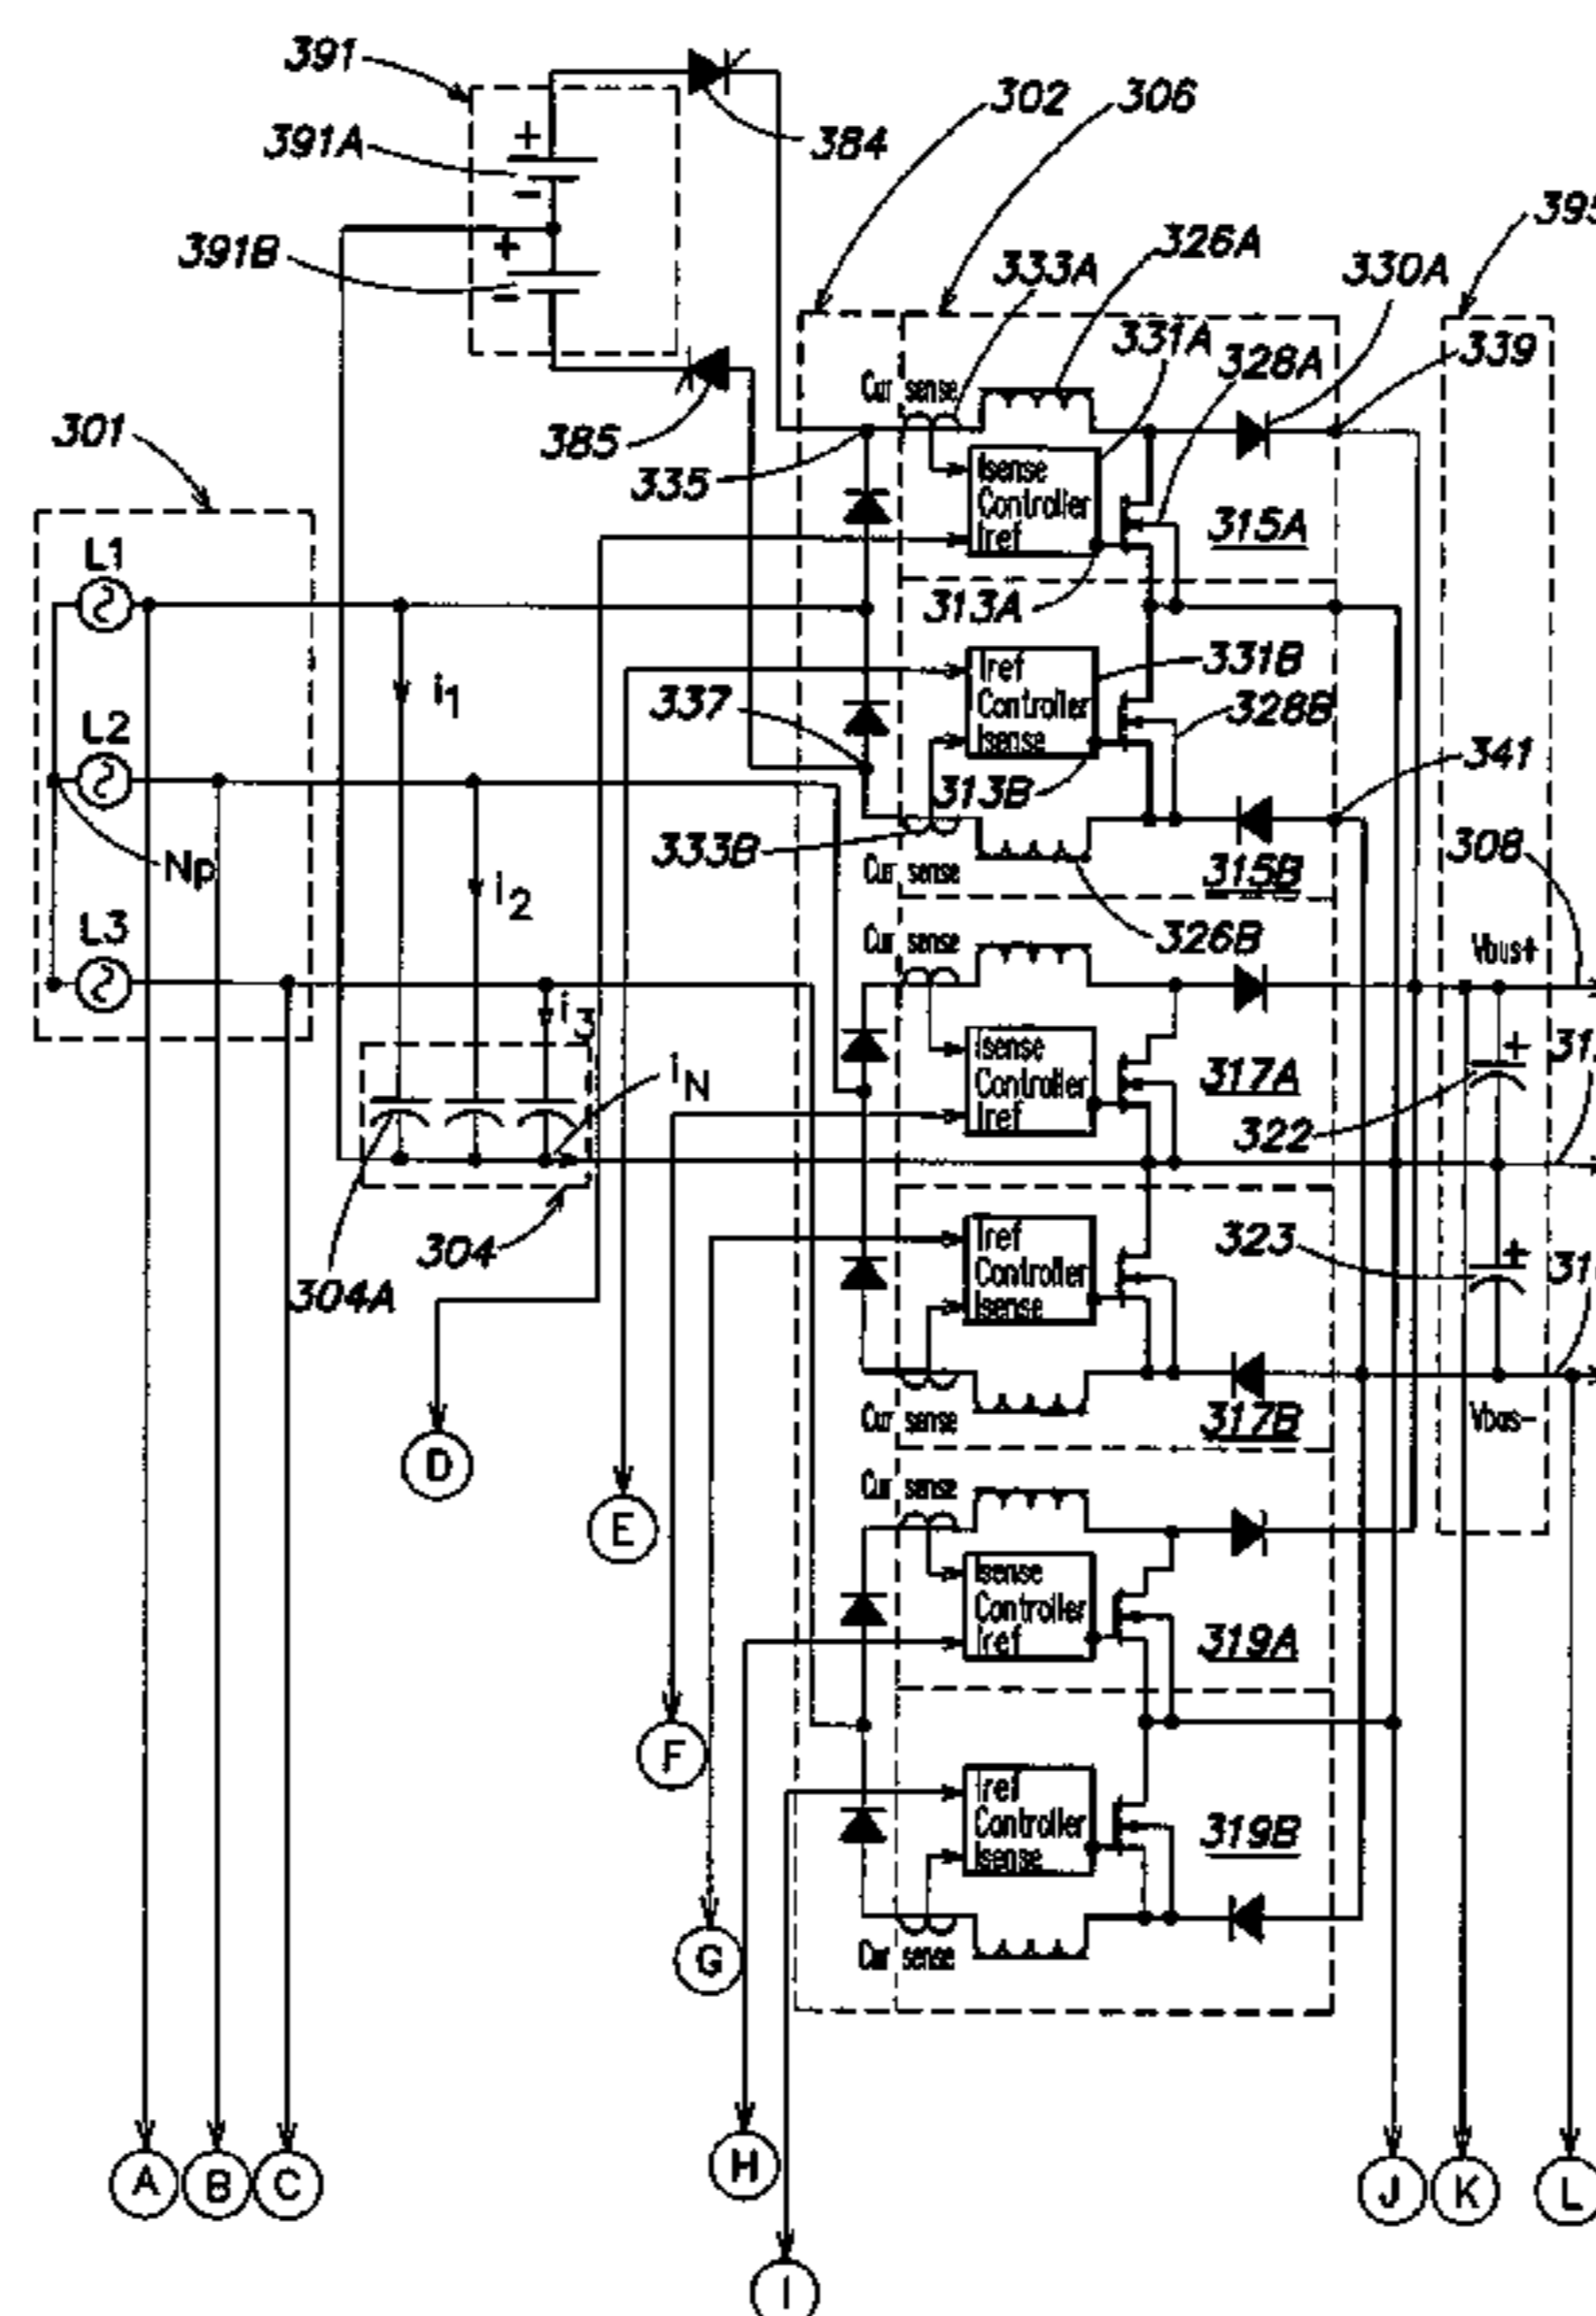 391
302
306
391A
+
-
384
395
391B
+
-
333A
326A
330A
331A
328A
339
Cur sense
301
385
335
Isense
Controller
Iref
315A
L1
313A
i1
Iref
Controller
Isense
331B
328B
337
L2
313B
341
333B
Cur sense
315B
308
Np
i2
326B
L3
Cur sense
Vbus+
i3
iN
Isense
Controller
Iref
317A
+
322
304
304A
Iref
Controller
Isense
323
+
Cur sense
317B
Vbus-
D
E
Cur sense
Isense
Controller
Iref
319A
F
Iref
Controller
Isense
319B
G
Cur sense
H
A
B
C
J
K
L
I